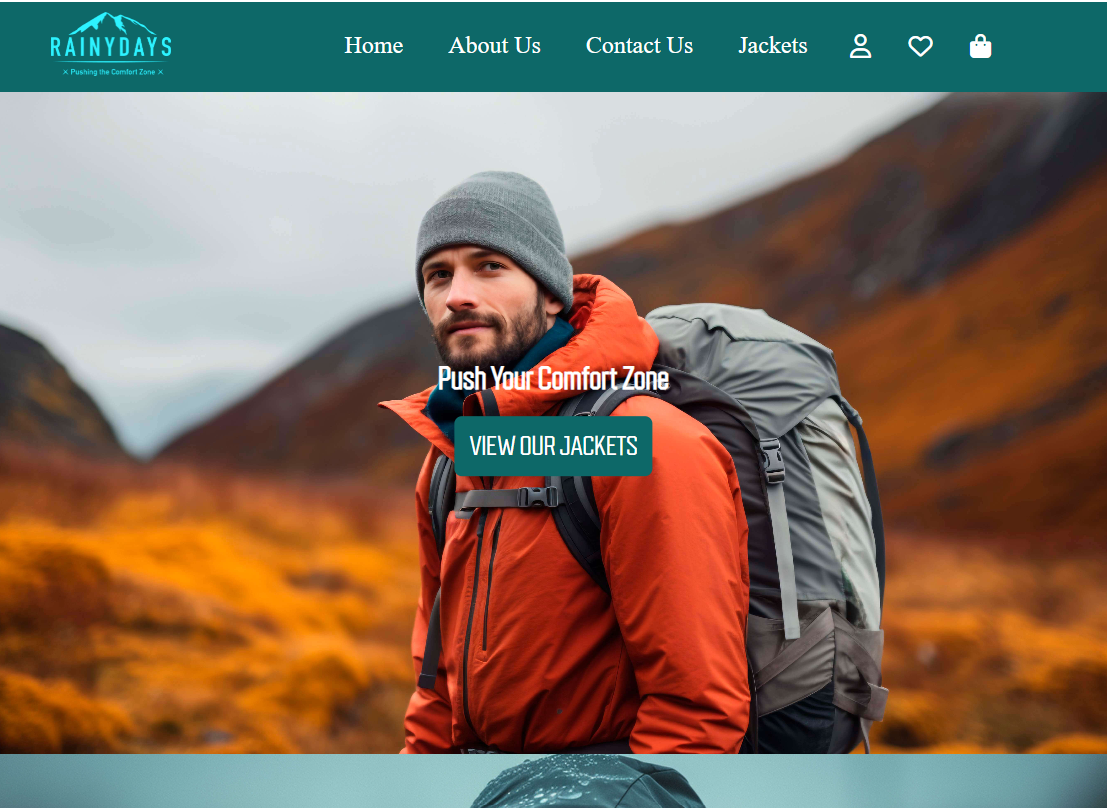 RAINYDAYS
× Pushing the Comfort Zone ×
Home About Us Contact Us Jackets
Push Your Comfort Zone
VIEW OUR JACKETS